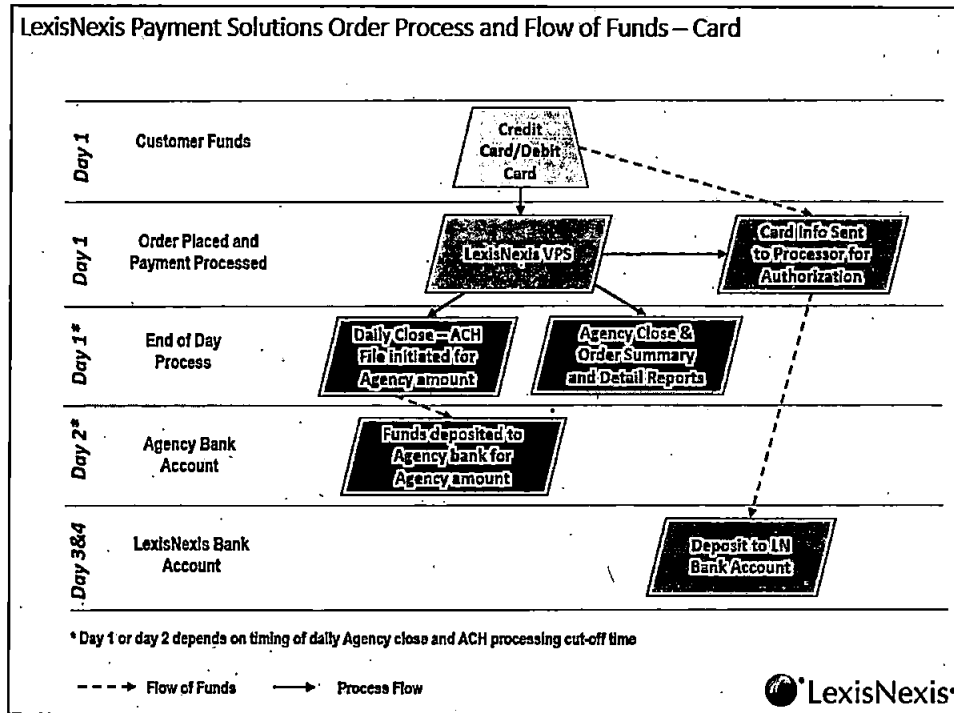 LexisNexis Payment Solutions Order Process and Flow of Funds – Card
Day 1
Customer Funds
Credit
Card/Debit
Card
Day 1
Order Placed and
Payment Processed
LexisNexis VPS
Card Info Sent
to Processor for
Authorization
Day 1*
End of Day
Process
Daily Close – ACH
File initiated for
Agency amount
Agency Close &
Order Summary
and Detail Reports
Day 2*
Agency Bank
Account
Funds deposited to
Agency bank for
Agency amount
Day 3&4
LexisNexis Bank
Account
Deposit to LN
Bank Account
* Day 1 or day 2 depends on timing of daily Agency close and ACH processing cut-off time
Flow of Funds
Process Flow
LexisNexis